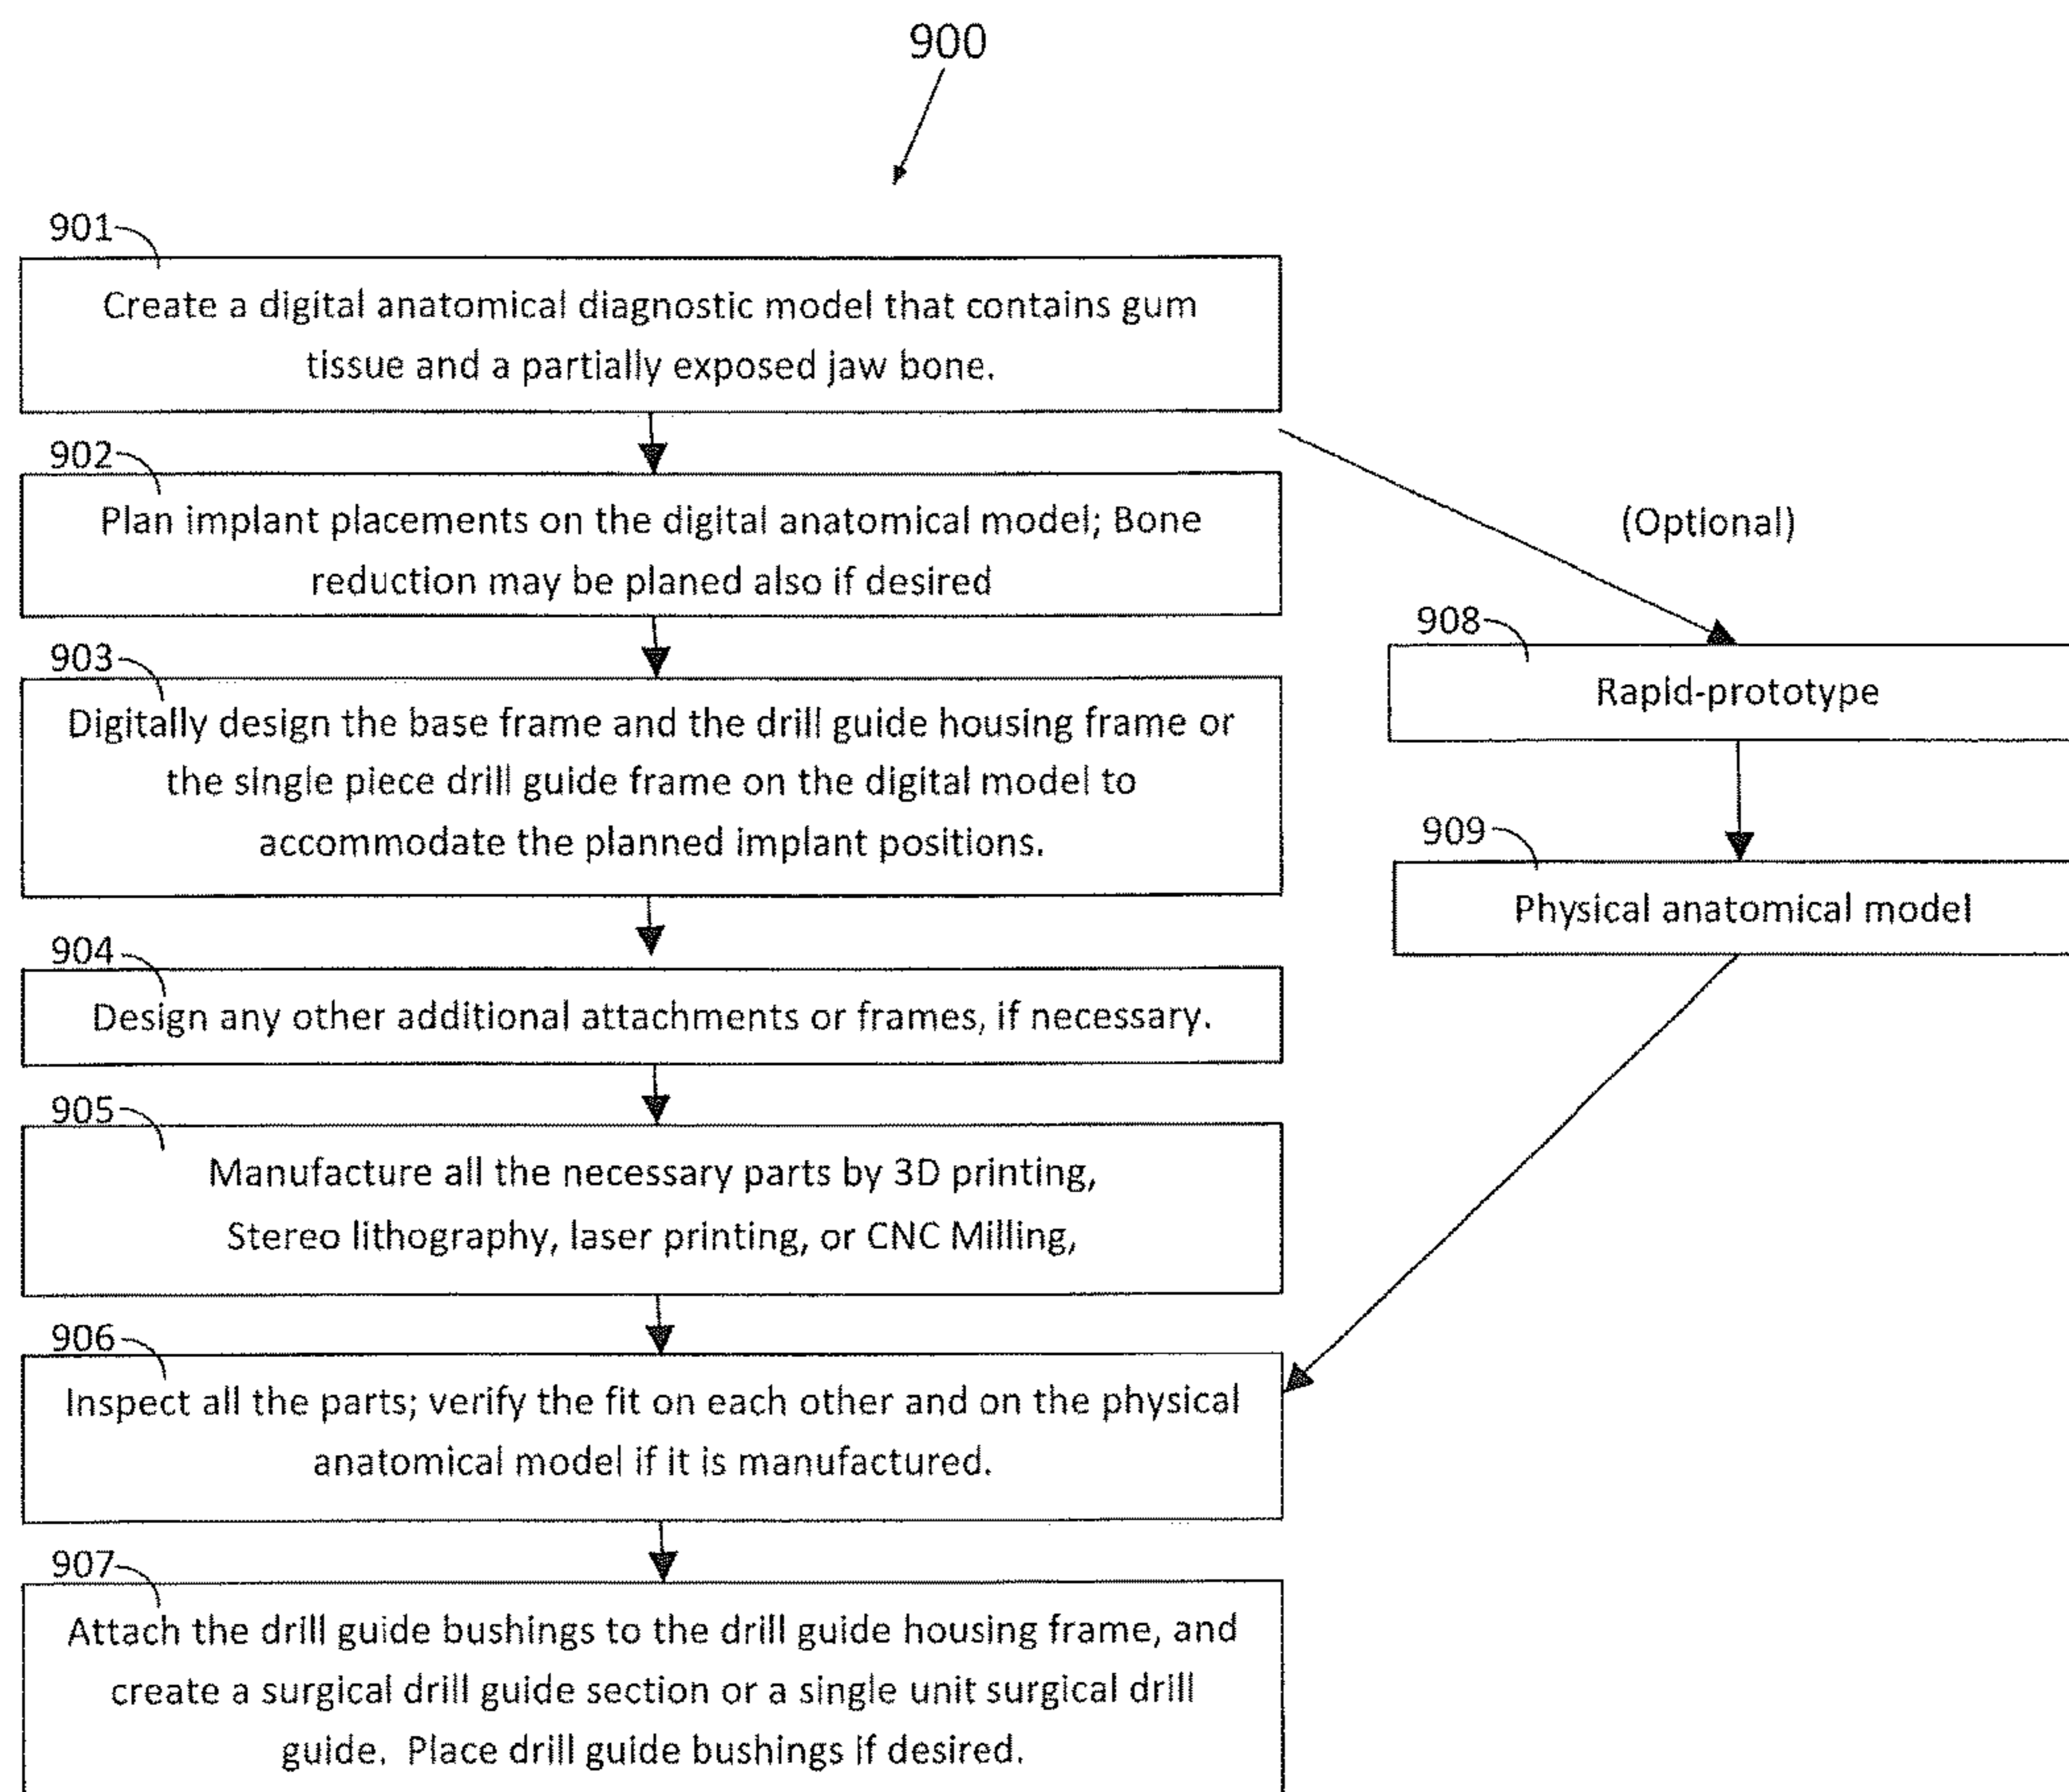 900
901
Create a digital anatomical diagnostic model that contains gum
tissue and a partially exposed jaw bone.
902
Plan implant placements on the digital anatomical model; Bone
reduction may be planed also if desired
(Optional)
903
Digitally design the base frame and the drill guide housing frame or
the single piece drill guide frame on the digital model to
accommodate the planned implant positions.
908
Rapid-prototype
909
Physical anatomical model
904
Design any other additional attachments or frames, if necessary.
905
Manufacture all the necessary parts by 3D printing,
Stereo lithography, laser printing, or CNC Milling,
906
Inspect all the parts; verify the fit on each other and on the physical
anatomical model if it is manufactured.
907
Attach the drill guide bushings to the drill guide housing frame, and
create a surgical drill guide section or a single unit surgical drill
guide. Place drill guide bushings if desired.